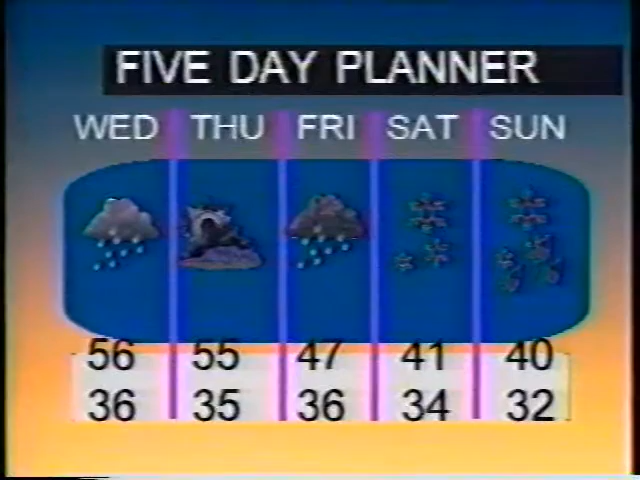 FIVE DAY PLANNER
WED THU FRI SAT SUN
56 55 47 41 40
36 35 36 34 32